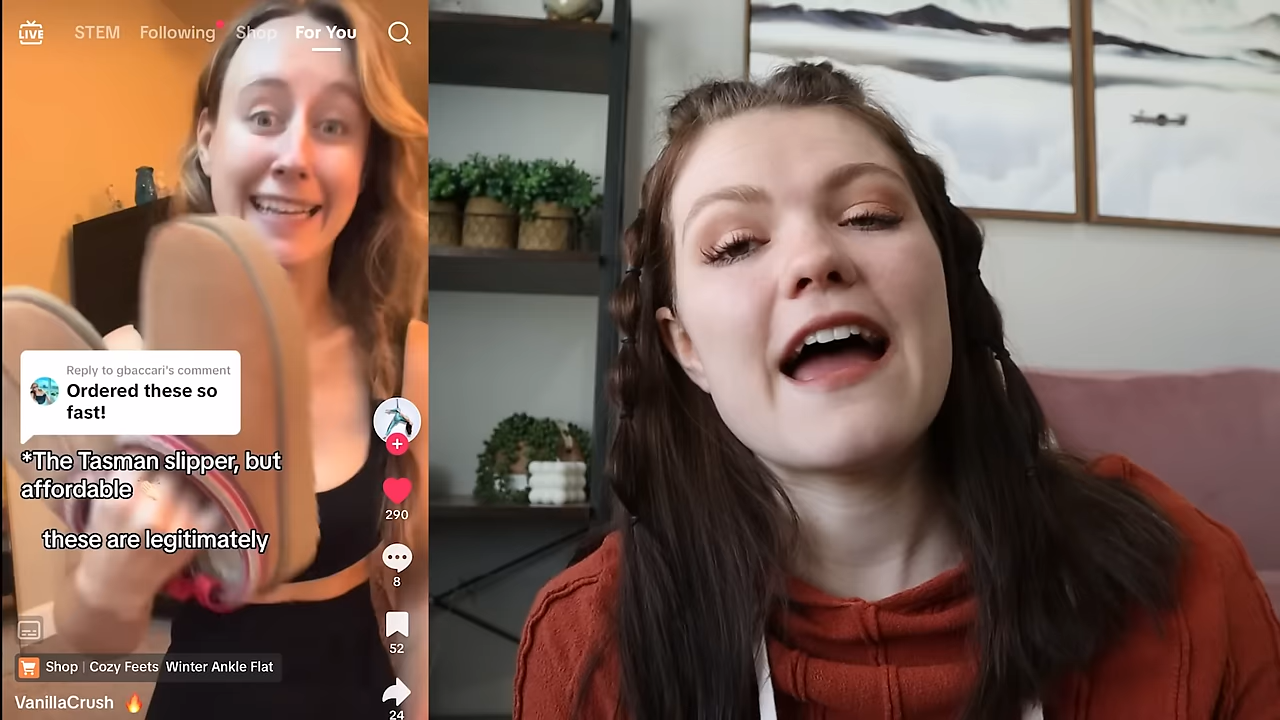 LIVE
STEM
Following
Shop
For You
Reply to gbaccari's comment
Ordered these so
fast!
*The Tasman slipper, but
affordable
these are legitimately
290
8
52
24
Shop | Cozy Feets Winter Ankle Flat
VanillaCrush 🔥